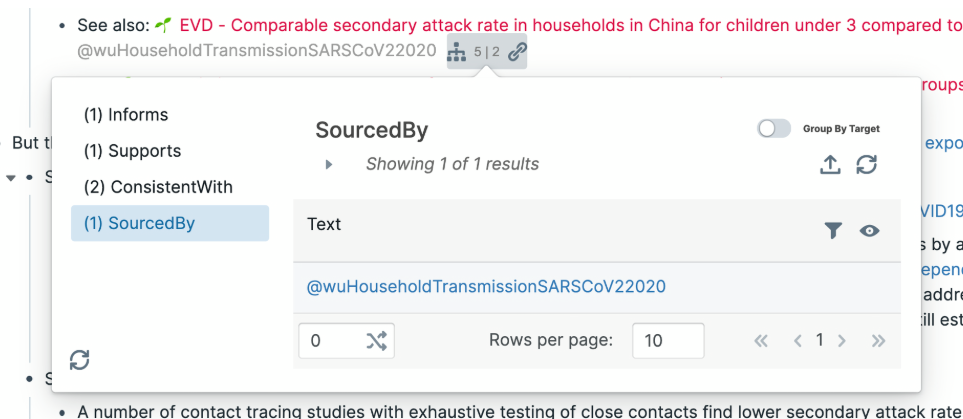 • See also: 🌱 EVD - Comparable secondary attack rate in households in China for children under 3 compared to
@wuHouseholdTransmissionSARSCoV22020 5 | 2
roups
But t
expo
• S
VID19
s by a
epen
addre
till est
(1) Informs
(1) Supports
(2) ConsistentWith
(1) SourcedBy
SourcedBy
Group By Target
Showing 1 of 1 results
Text
@wuHouseholdTransmissionSARSCoV22020
0
Rows per page: 10
« < 1 > »
• S
• A number of contact tracing studies with exhaustive testing of close contacts find lower secondary attack rate